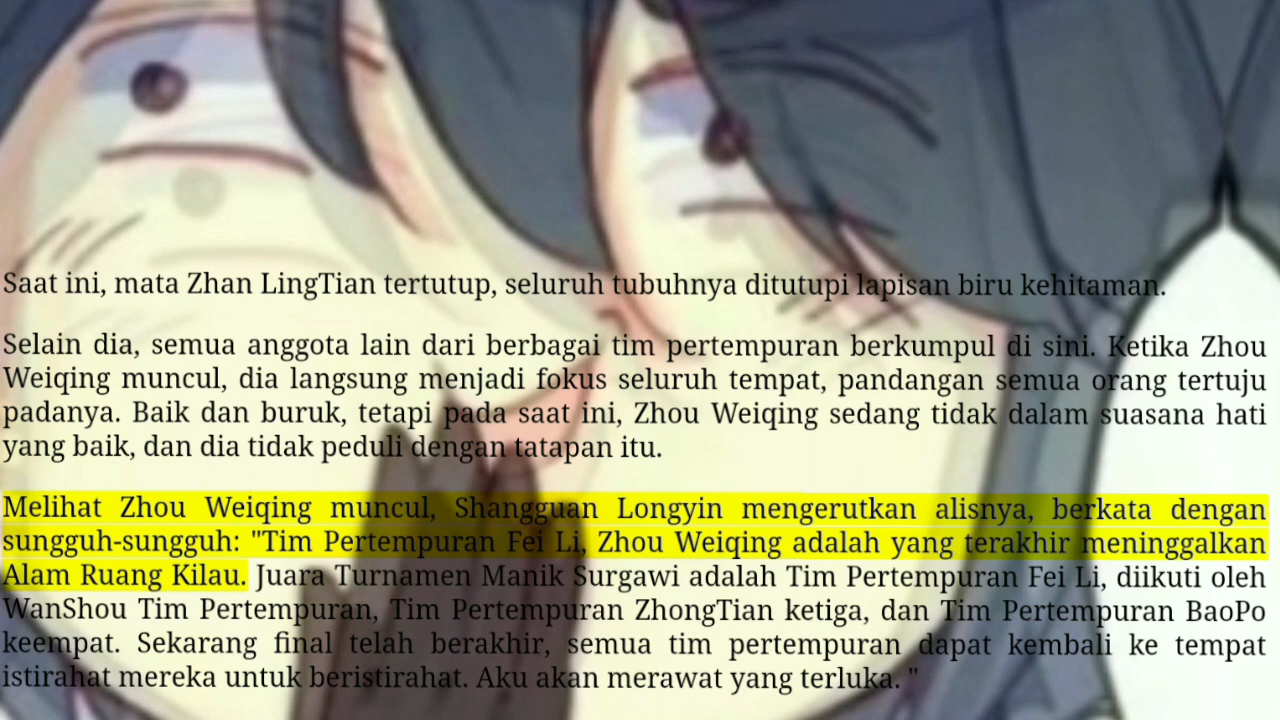 Saat ini, mata Zhan LingTian tertutup, seluruh tubuhnya ditutupi lapisan biru kehitaman.
Selain dia, semua anggota lain dari berbagai tim pertempuran berkumpul di sini. Ketika Zhou
Weiqing muncul, dia langsung menjadi fokus seluruh tempat, pandangan semua orang tertuju
padanya. Baik dan buruk, tetapi pada saat ini, Zhou Weiqing sedang tidak dalam suasana hati
yang baik, dan dia tidak peduli dengan tatapan itu.
Melihat Zhou Weiqing muncul, Shangguan Longyin mengerutkan alisnya, berkata dengan
sungguh-sungguh: "Tim Pertempuran Fei Li, Zhou Weiqing adalah yang terakhir meninggalkan
Alam Ruang Kilau. Juara Turnamen Manik Surgawi adalah Tim Pertempuran Fei Li, diikuti oleh
WanShou Tim Pertempuran, Tim Pertempuran ZhongTian ketiga, dan Tim Pertempuran BaoPo
keempat. Sekarang final telah berakhir, semua tim pertempuran dapat kembali ke tempat
istirahat mereka untuk beristirahat. Aku akan merawat yang terluka. "